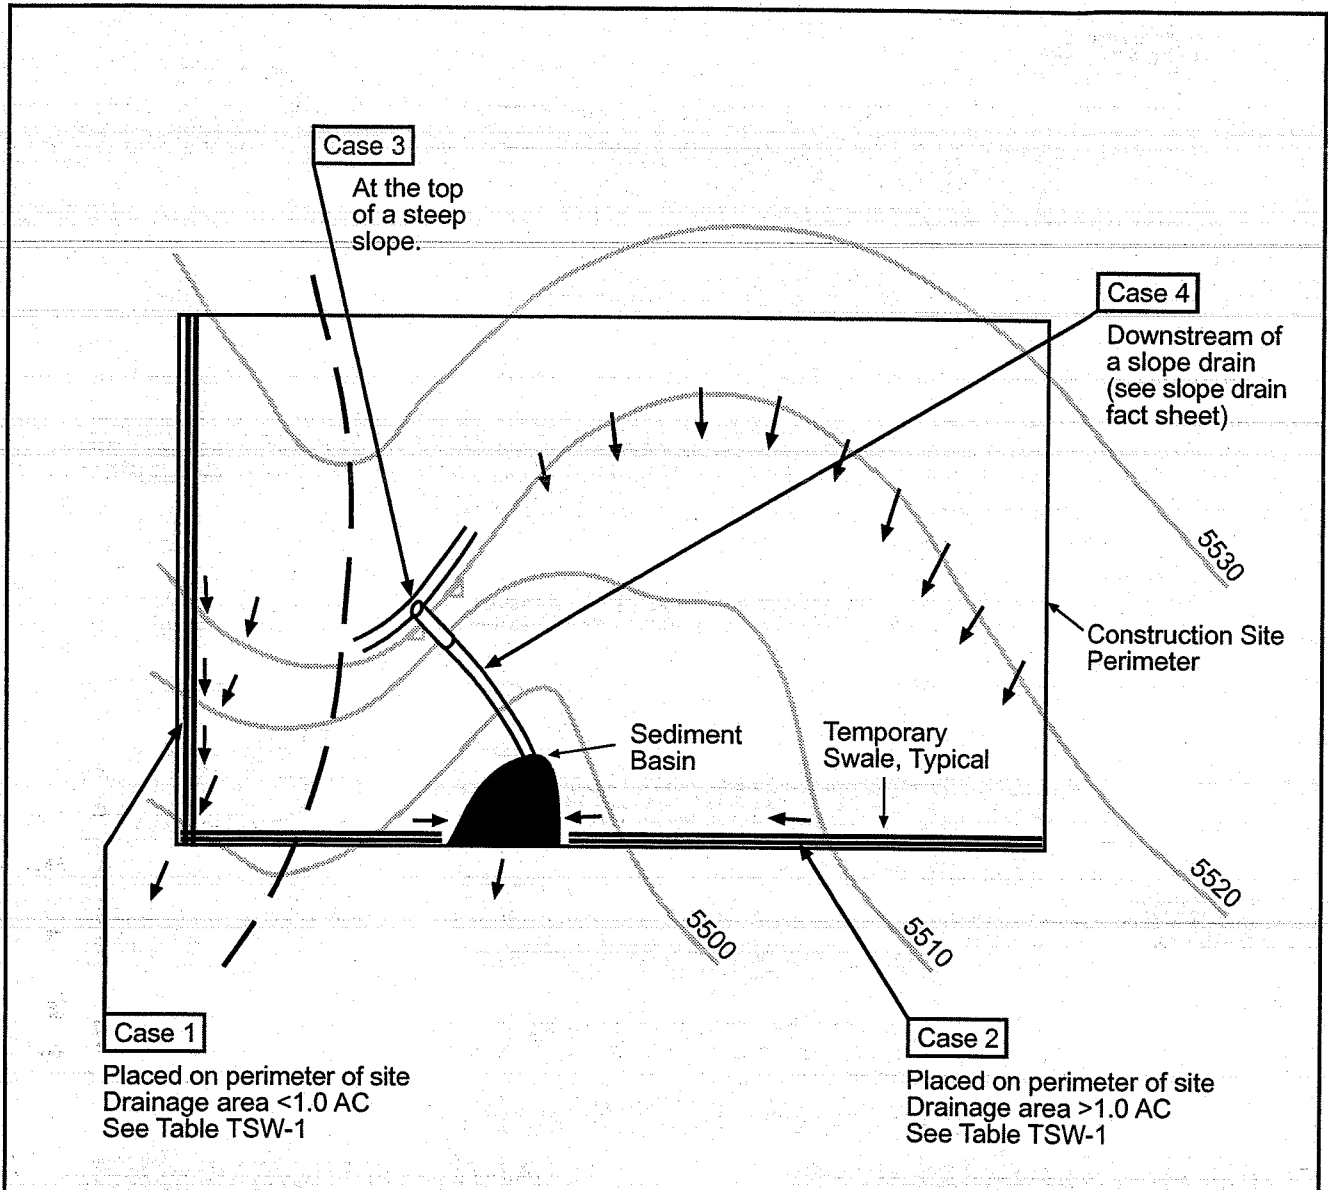 Case 3
At the top
of a steep
slope.
Case 4
Downstream of
a slope drain
(see slope drain
fact sheet)
5530
Construction Site
Perimeter
Sediment
Basin
Temporary
Swale, Typical
5520
5510
5500
Case 1
Placed on perimeter of site
Drainage area <1.0 AC
See Table TSW-1
Case 2
Placed on perimeter of site
Drainage area >1.0 AC
See Table TSW-1